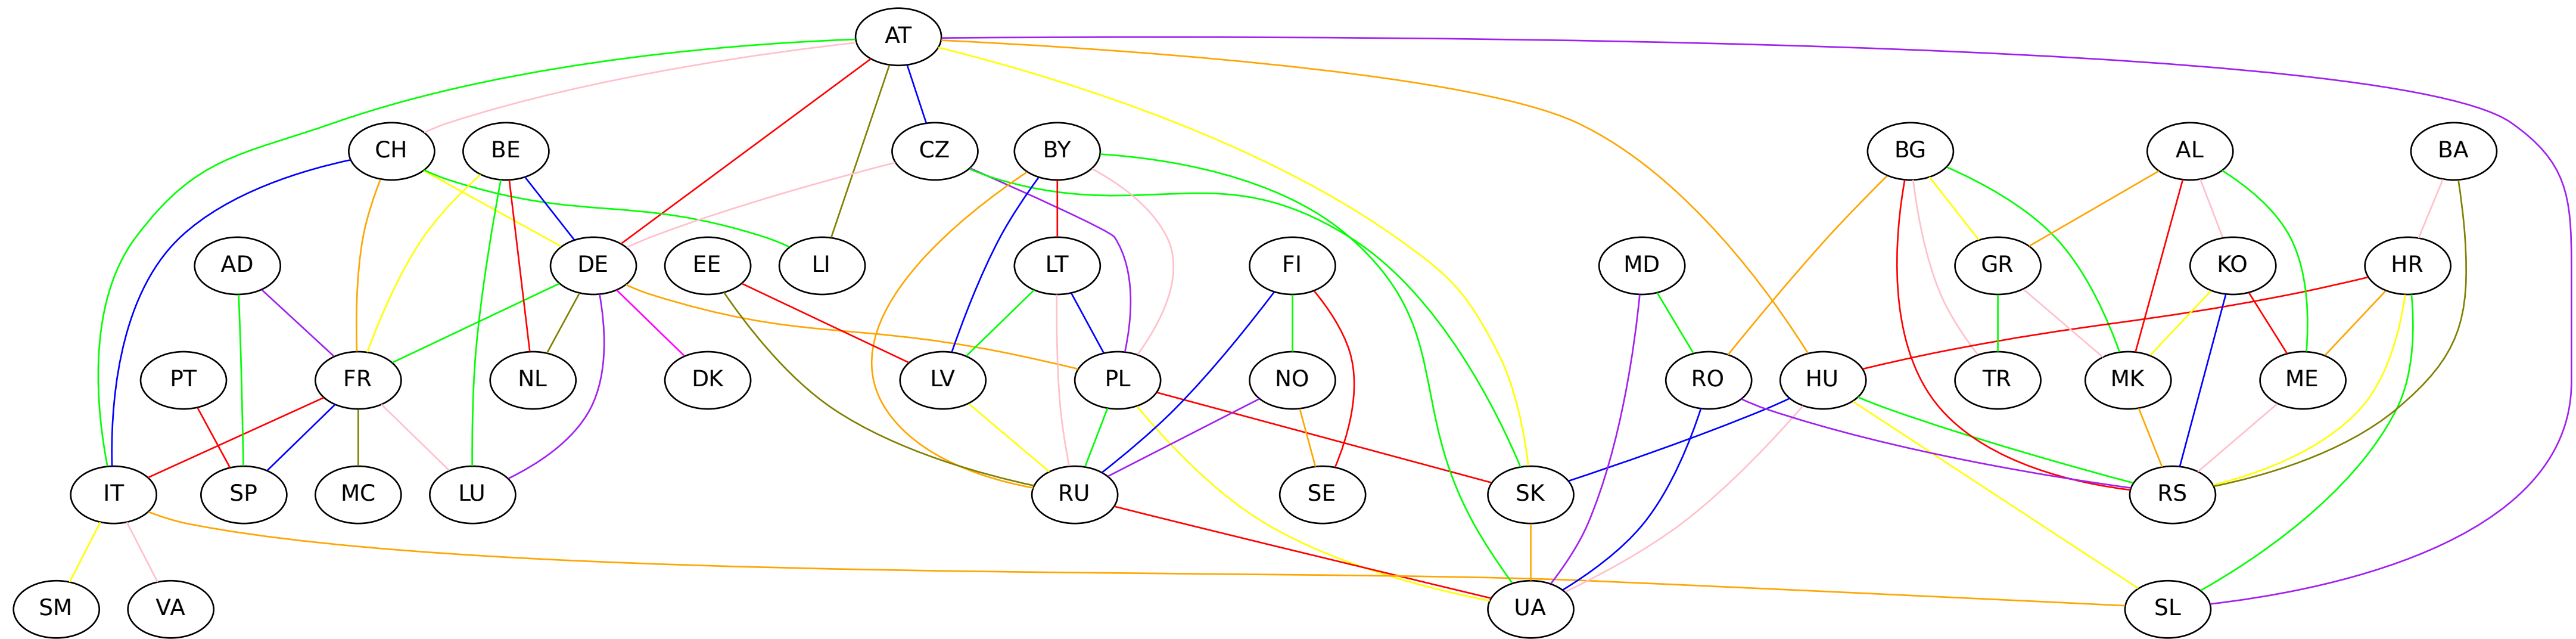 AT
CH
BE
CZ
BY
BG
AL
BA
AD
DE
EE
LI
LT
FI
MD
GR
KO
HR
PT
FR
NL
DK
LV
PL
NO
RO
HU
TR
MK
ME
IT
SP
MC
LU
RU
SE
SK
RS
SM
VA
UA
SL